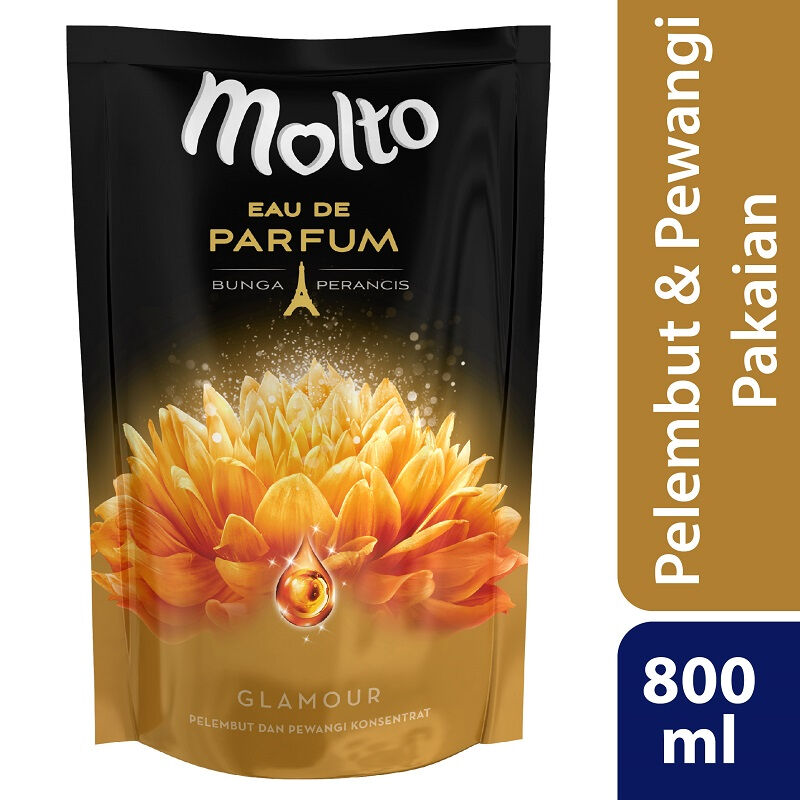 Molto
EAU DE
PARFUM
BUNGA PERANCIS
GLAMOUR
PELEMBUT DAN PEWANGI KONSENTRAT
Pelembut & Pewangi
Pakaian
800
ml